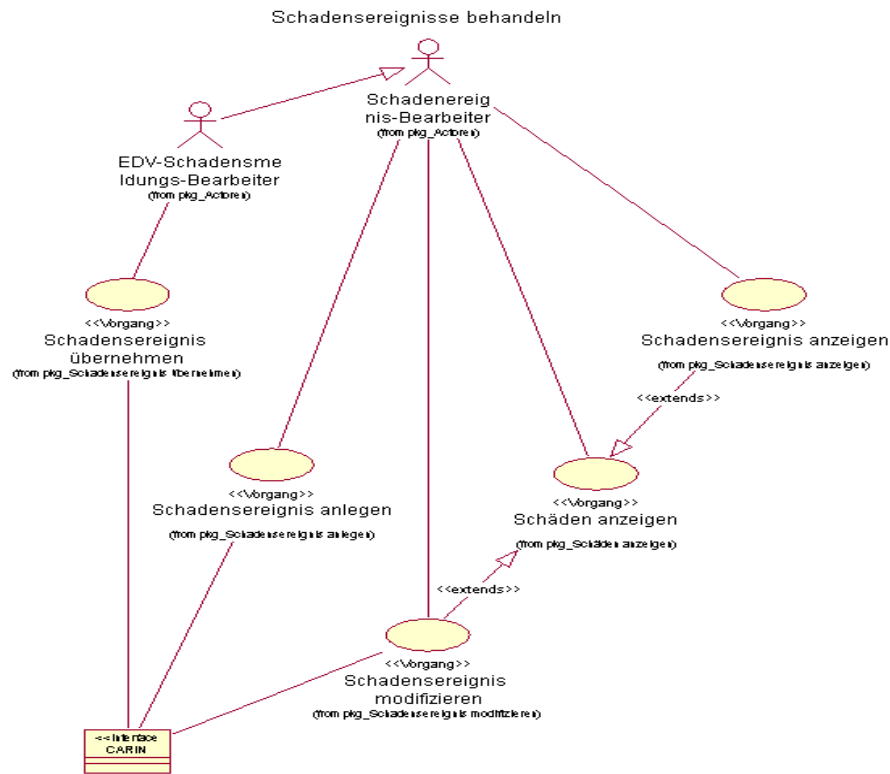 Schadensereignisse behandeln
Schadenereig
nis-Bearbeiter
(from pkg_Actoren)
EDV-Schadensme
ldungs-Bearbeiter
(from pkg_Actoren)
<<Vorgang>>
Schadensereignis
übernehmen
(from pkg_Schadensereignis übernehmen)
<<Vorgang>>
Schadensereignis anzeigen
(from pkg_Schadensereignis anzeigen)
<<extends>>
<<Vorgang>>
Schadensereignis anlegen
(from pkg_Schadensereignis anlegen)
<<Vorgang>>
Schäden anzeigen
(from pkg_Schäden anzeigen)
<<extends>>
<<Vorgang>>
Schadensereignis
modifizieren
(from pkg_Schadensereignis modifizieren)
<<Interface
CARIN